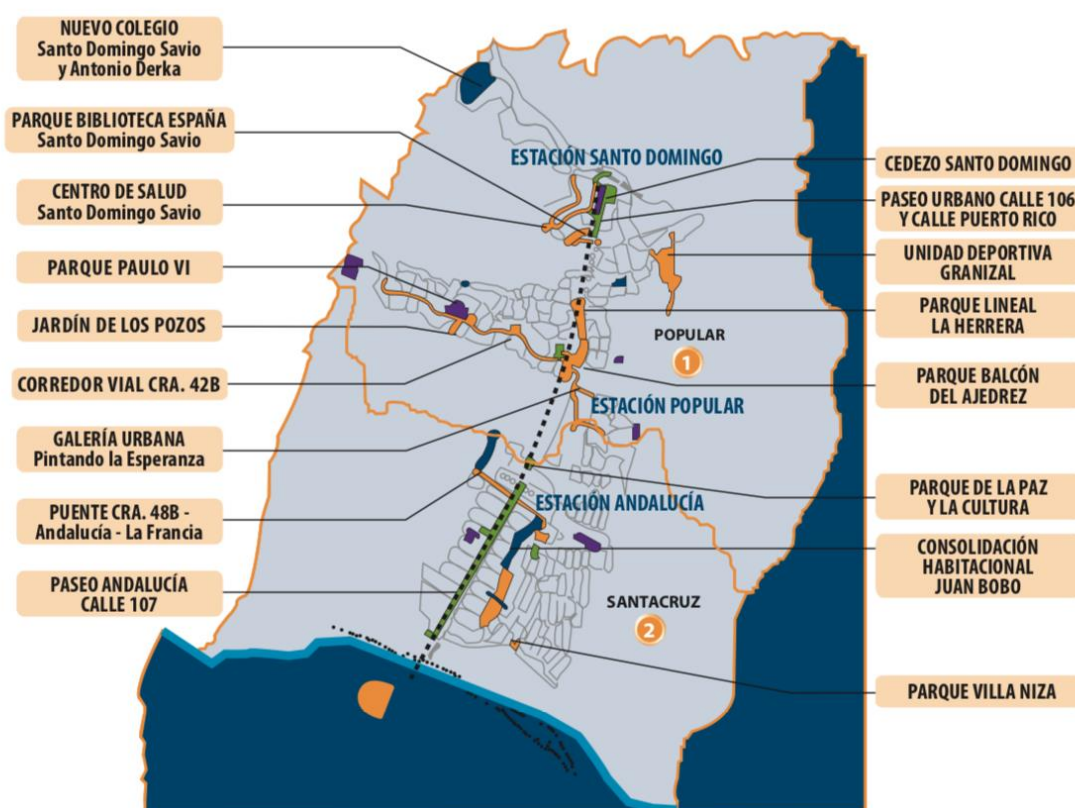 NUEVO COLEGIO
Santo Domingo Savio
y Antonio Derka
PARQUE BIBLIOTECA ESPAÑA
Santo Domingo Savio
CENTRO DE SALUD
Santo Domingo Savio
PARQUE PAULO VI
JARDÍN DE LOS POZOS
CORREDOR VIAL CRA. 42B
GALERÍA URBANA
Pintando la Esperanza
PUENTE CRA. 48B -
Andalucía - La Francia
PASEO ANDALUCÍA
CALLE 107
ESTACIÓN SANTO DOMINGO
POPULAR
1
ESTACIÓN POPULAR
ESTACIÓN ANDALUCÍA
SANTACRUZ
2
CEDEZO SANTO DOMINGO
PASEO URBANO CALLE 106
Y CALLE PUERTO RICO
UNIDAD DEPORTIVA
GRANIZAL
PARQUE LINEAL
LA HERRERA
PARQUE BALCÓN
DEL AJEDREZ
PARQUE DE LA PAZ
Y LA CULTURA
CONSOLIDACIÓN
HABITACIONAL
JUAN BOBO
PARQUE VILLA NIZA